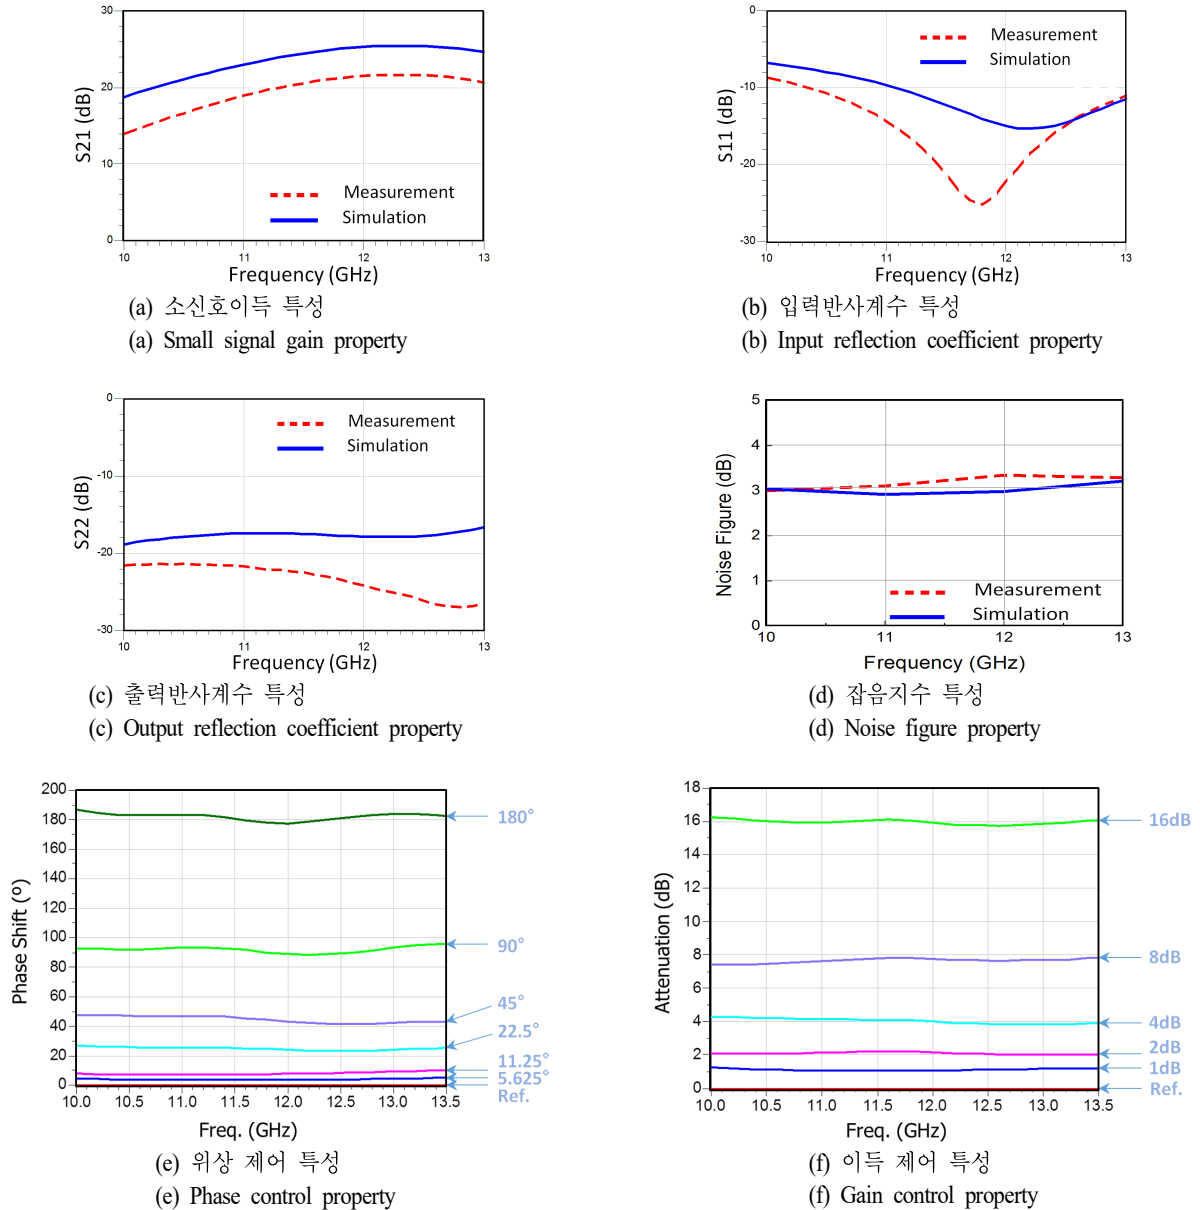 30
20
10
0
S21 (dB)
Measurement
Simulation
10
11
12
13
Frequency (GHz)
(a) 소신호이득 특성
(a) Small signal gain property
0
-10
-20
-30
S11 (dB)
Measurement
Simulation
10
11
12
13
Frequency (GHz)
(b) 입력반사계수 특성
(b) Input reflection coefficient property
0
-10
-20
-30
S22 (dB)
Measurement
Simulation
10
11
12
13
Frequency (GHz)
(c) 출력반사계수 특성
(c) Output reflection coefficient property
5
4
3
2
1
0
Noise Figure (dB)
Measurement
Simulation
10
11
12
13
Frequency (GHz)
(d) 잡음지수 특성
(d) Noise figure property
200
180
160
140
120
100
80
60
40
20
0
Phase Shift (º)
180°
90°
45°
22.5°
11.25°
5.625°
Ref.
10.0
10.5
11.0
11.5
12.0
12.5
13.0
13.5
Freq. (GHz)
(e) 위상 제어 특성
(e) Phase control property
18
16
14
12
10
8
6
4
2
0
Attenuation (dB)
16dB
8dB
4dB
2dB
1dB
Ref.
10.0
10.5
11.0
11.5
12.0
12.5
13.0
13.5
Freq. (GHz)
(f) 이득 제어 특성
(f) Gain control property